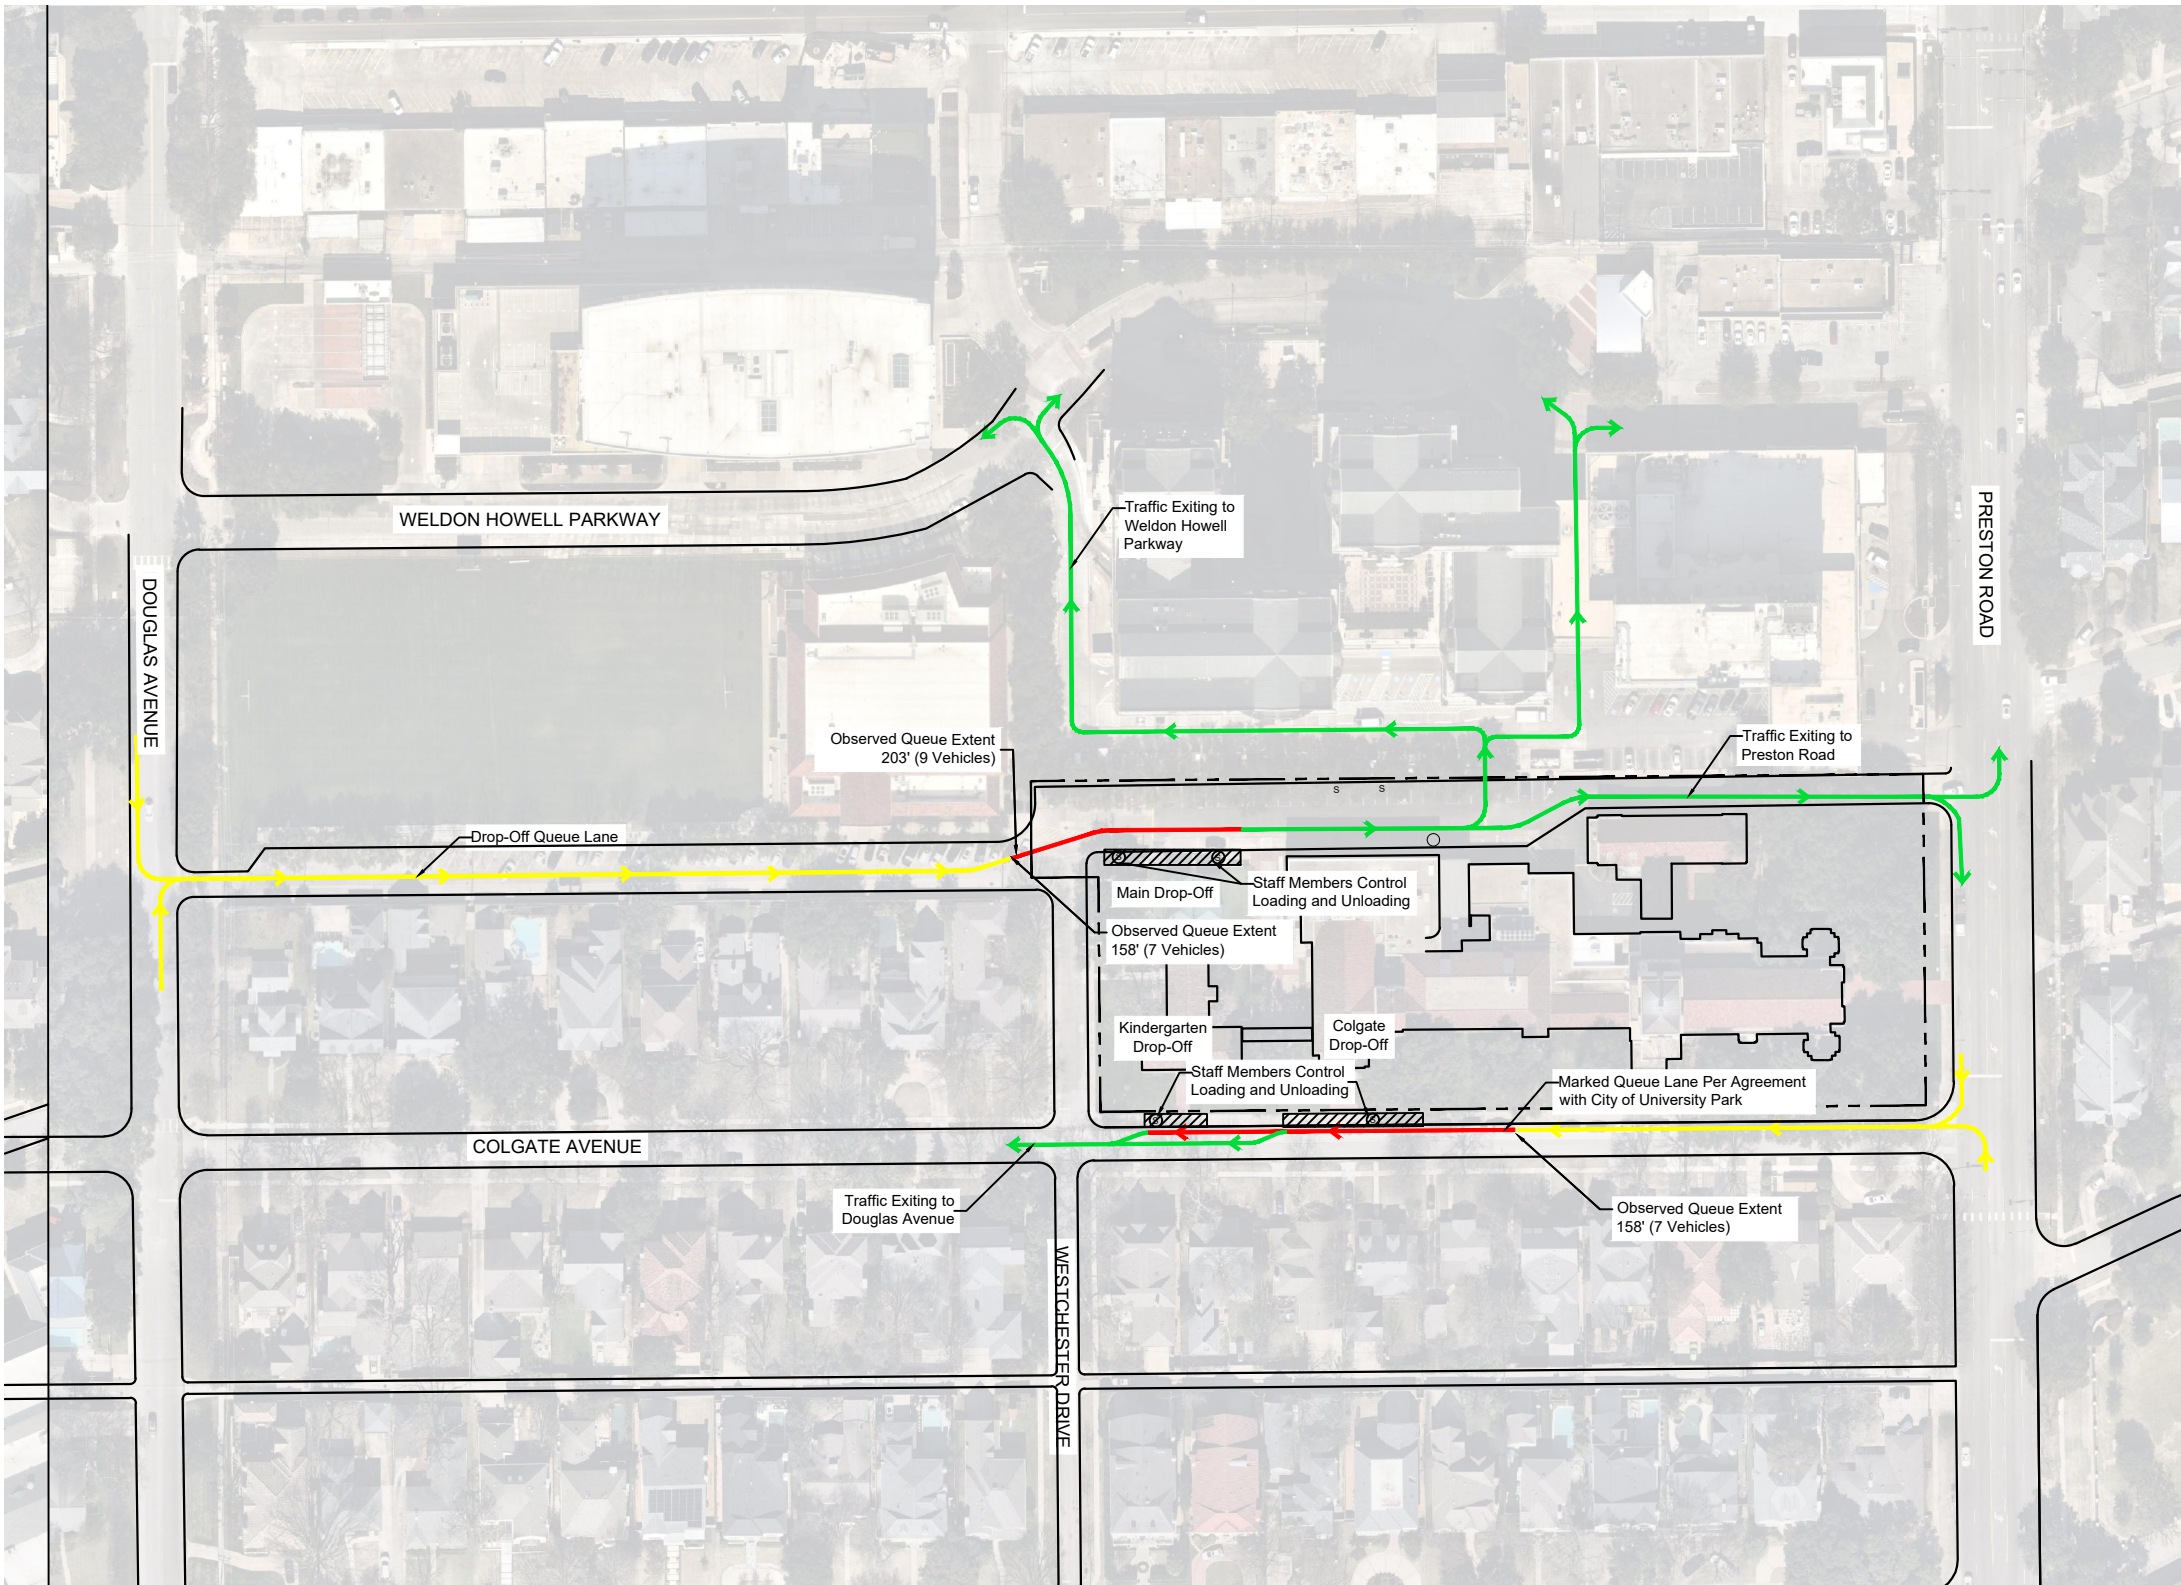 WELDON HOWELL PARKWAY
Traffic Exiting to
Weldon Howell
Parkway
PRESTON ROAD
DOUGLAS AVENUE
Observed Queue Extent
203' (9 Vehicles)
Traffic Exiting to
Preston Road
S
S
Drop-Off Queue Lane
S
S
Main Drop-Off
Staff Members Control
Loading and Unloading
Observed Queue Extent
158' (7 Vehicles)
Kindergarten
Drop-Off
Colgate
Drop-Off
Staff Members Control
Loading and Unloading
Marked Queue Lane Per Agreement
with City of University Park
S
S
COLGATE AVENUE
Traffic Exiting to
Douglas Avenue
Observed Queue Extent
158' (7 Vehicles)
WESTCHESTER DRIVE